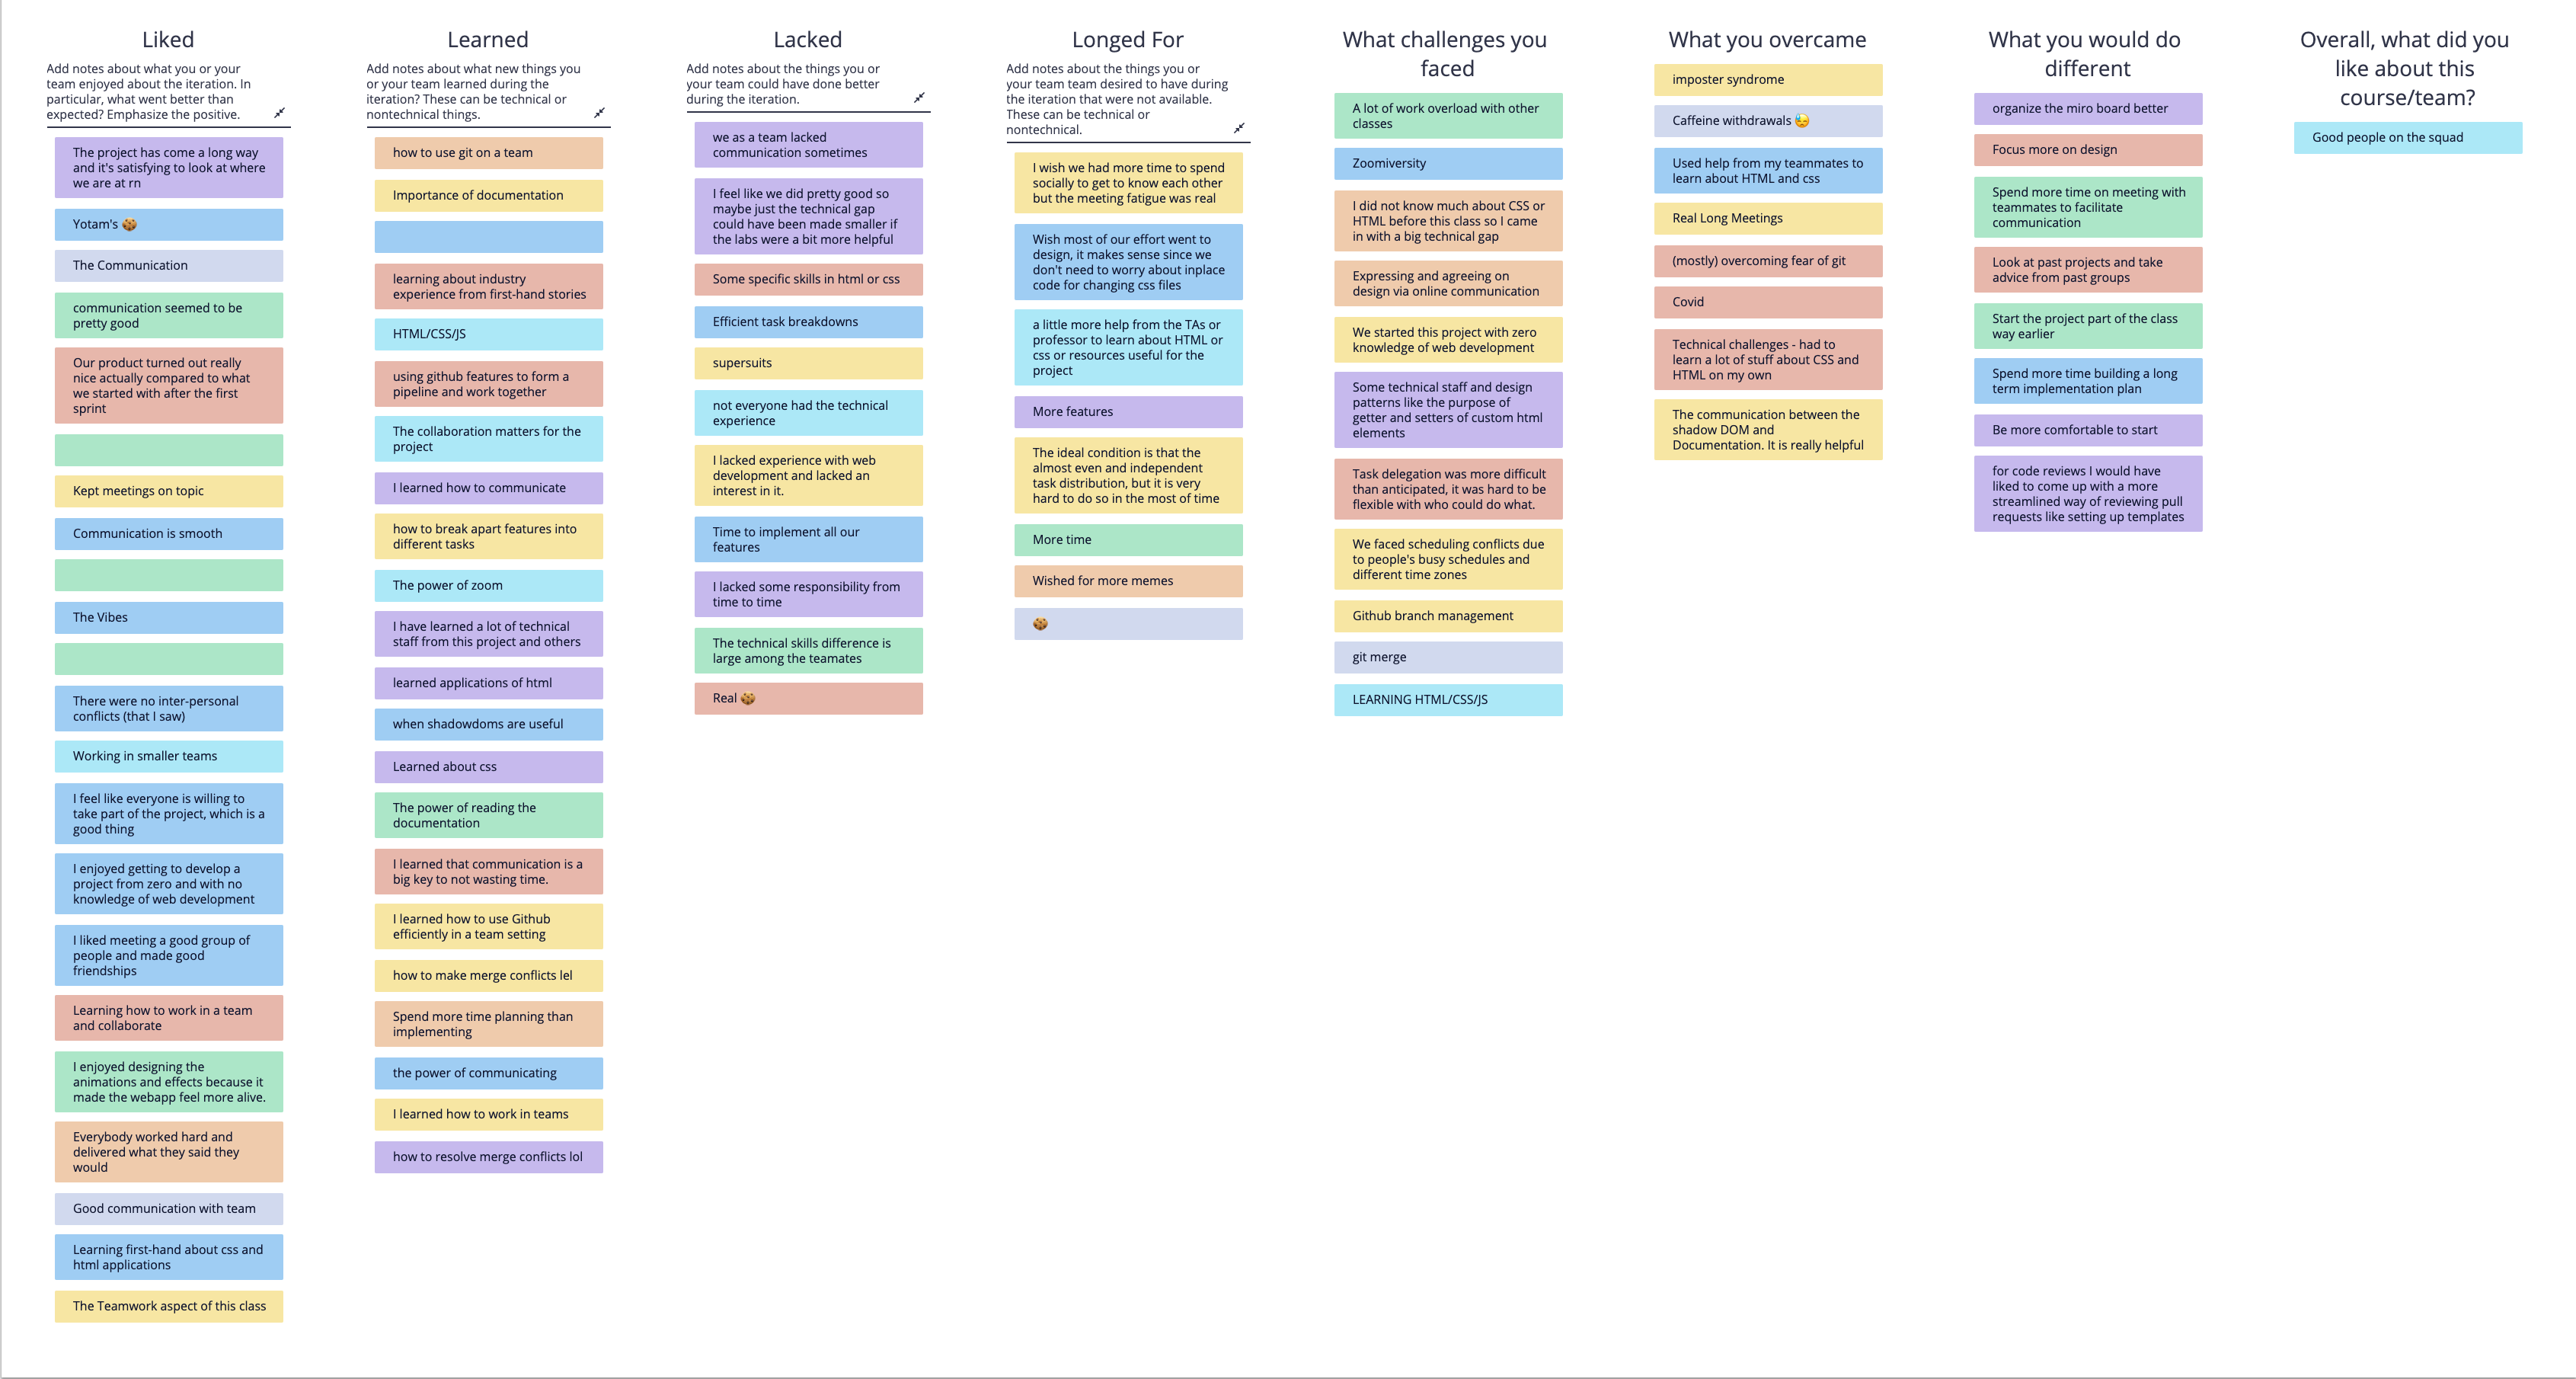 Liked
Add notes about what you or your
team enjoyed about the iteration. In
particular, what went better than
expected? Emphasize the positive.
The project has come a long way
and it's satisfying to look at where
we are at rn
Yotam's 🍪
The Communication
communication seemed to be
pretty good
Our product turned out really
nice actually compared to what
we started with after the first
sprint
Kept meetings on topic
Communication is smooth
The Vibes
There were no inter-personal
conflicts (that I saw)
Working in smaller teams
I feel like everyone is willing to
take part of the project, which is a
good thing
I enjoyed getting to develop a
project from zero and with no
knowledge of web development
I liked meeting a good group of
people and made good
friendships
Learning how to work in a team
and collaborate
I enjoyed designing the
animations and effects because it
made the webapp feel more alive.
Everybody worked hard and
delivered what they said they
would
Good communication with team
Learning first-hand about css and
html applications
The Teamwork aspect of this class
Learned
Add notes about what new things you
or your team learned during the
iteration? These can be technical or
nontechnical things.
how to use git on a team
Importance of documentation
learning about industry
experience from first-hand stories
HTML/CSS/JS
using github features to form a
pipeline and work together
The collaboration matters for the
project
I learned how to communicate
how to break apart features into
different tasks
The power of zoom
I have learned a lot of technical
staff from this project and others
learned applications of html
when shadowdoms are useful
Learned about css
The power of reading the
documentation
I learned that communication is a
big key to not wasting time.
I learned how to use Github
efficiently in a team setting
how to make merge conflicts lel
Spend more time planning than
implementing
the power of communicating
I learned how to work in teams
how to resolve merge conflicts lol
Lacked
Add notes about the things you or
your team could have done better
during the iteration.
we as a team lacked
communication sometimes
I feel like we did pretty good so
maybe just the technical gap
could have been made smaller if
the labs were a bit more helpful
Some specific skills in html or css
Efficient task breakdowns
supersuits
not everyone had the technical
experience
I lacked experience with web
development and lacked an
interest in it.
Time to implement all our
features
I lacked some responsibility from
time to time
The technical skills difference is
large among the teamates
Real 🍪
Longed For
Add notes about the things you or
your team team desired to have during
the iteration that were not available.
These can be technical or
nontechnical.
I wish we had more time to spend
socially to get to know each other
but the meeting fatigue was real
Wish most of our effort went to
design, it makes sense since we
don't need to worry about inplace
code for changing css files
a little more help from the TAs or
professor to learn about HTML or
css or resources useful for the
project
More features
The ideal condition is that the
almost even and independent
task distribution, but it is very
hard to do so in the most of time
More time
Wished for more memes
🍪
What challenges you
faced
A lot of work overload with other
classes
Zoomiversity
I did not know much about CSS or
HTML before this class so I came
in with a big technical gap
Expressing and agreeing on
design via online communication
We started this project with zero
knowledge of web development
Some technical staff and design
patterns like the purpose of
getter and setters of custom html
elements
Task delegation was more difficult
than anticipated, it was hard to be
flexible with who could do what.
We faced scheduling conflicts due
to people's busy schedules and
different time zones
Github branch management
git merge
LEARNING HTML/CSS/JS
What you overcame
imposter syndrome
Caffeine withdrawals 😓
Used help from my teammates to
learn about HTML and css
Real Long Meetings
(mostly) overcoming fear of git
Covid
Technical challenges - had to
learn a lot of stuff about CSS and
HTML on my own
The communication between the
shadow DOM and
Documentation. It is really helpful
What you would do
different
organize the miro board better
Focus more on design
Spend more time on meeting with
teammates to facilitate
communication
Look at past projects and take
advice from past groups
Start the project part of the class
way earlier
Spend more time building a long
term implementation plan
Be more comfortable to start
for code reviews I would have
liked to come up with a more
streamlined way of reviewing pull
requests like setting up templates
Overall, what did you
like about this
course/team?
Good people on the squad